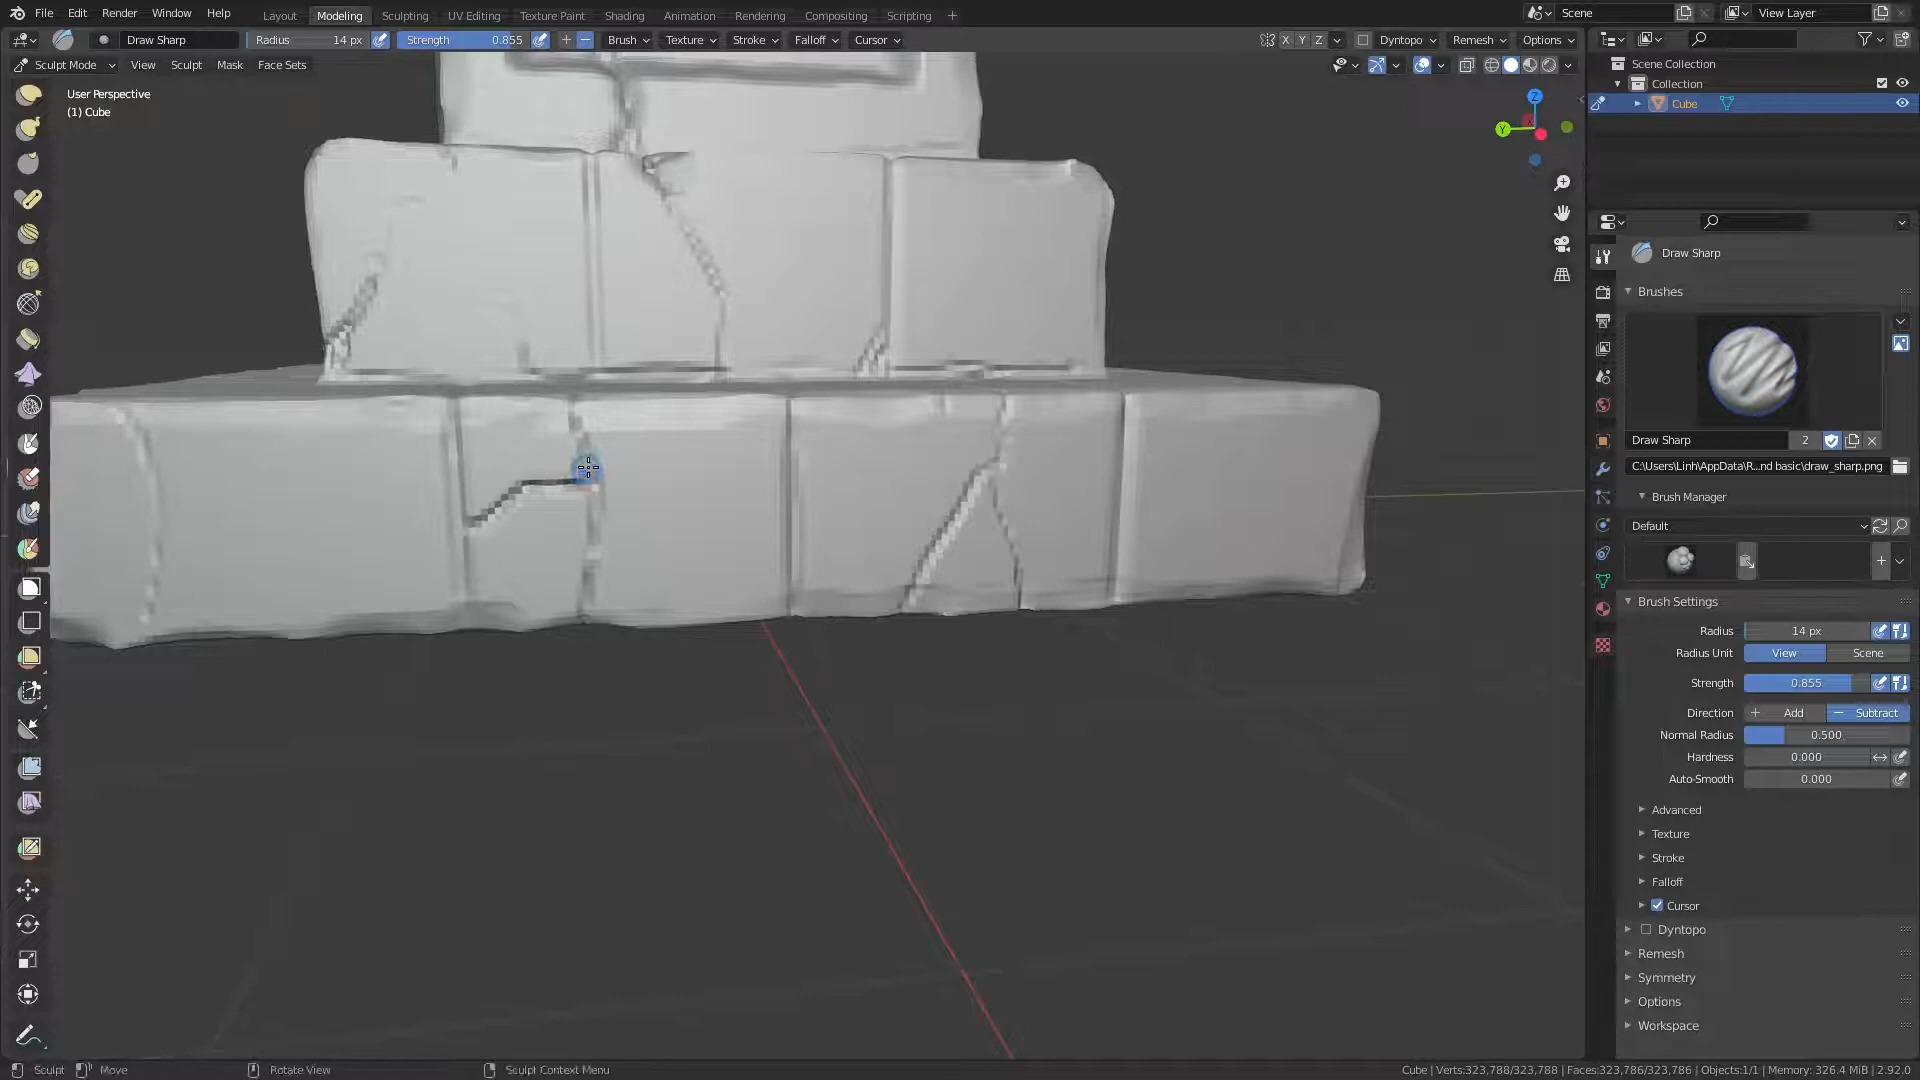 File Edit Render Window Help Layout Modeling Sculpting UV Editing Texture Paint Shading Animation Rendering Compositing Scripting + Scene View Layer
Draw Sharp Radius 14 px Strength 0.855 Brush Texture Stroke Falloff Cursor X Y Z Dyntopo Remesh Options
Sculpt Mode View Sculpt Mask Face Sets
User Perspective
(1) Cube
Z
Y
Scene Collection
Collection
Cube
Draw Sharp
Brushes
Draw Sharp 2
C:\Users\Linh\AppData\R...nd basic\draw_sharp.png
Brush Manager
Default
Brush Settings
Radius 14 px
Radius Unit View Scene
Strength 0.855
Direction + Add − Subtract
Normal Radius 0.500
Hardness 0.000
Auto-Smooth 0.000
Advanced
Texture
Stroke
Falloff
Cursor
Dyntopo
Remesh
Symmetry
Options
Workspace
Sculpt Move Rotate View Sculpt Context Menu Cube | Verts:323,788/323,788 | Faces:323,786/323,786 | Objects:1/1 | Memory: 326.4 MiB | 2.92.0